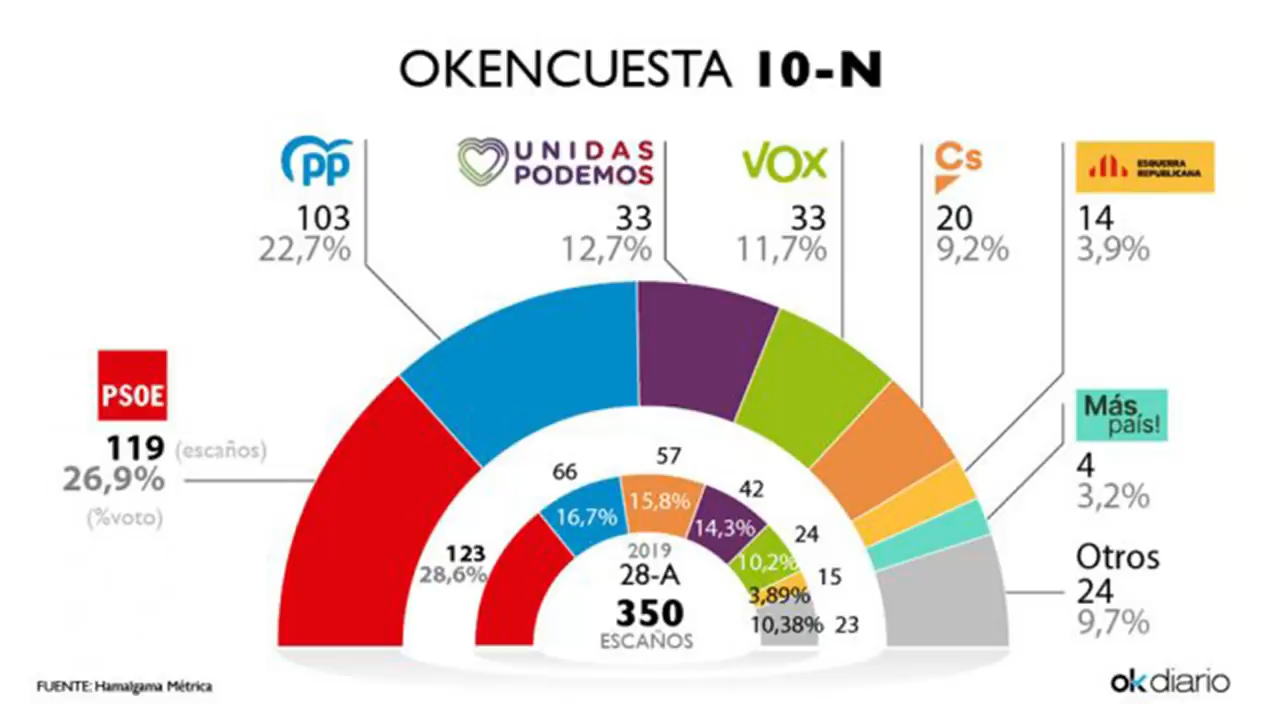 OKENCUESTA 10-N
pp
103
22,7%
UNIDAS
PODEMOS
33
12,7%
VOX
33
11,7%
Cs
20
9,2%
ESQUERRA
REPUBLICANA
14
3,9%
PSOE
119 (escaños)
26,9%
(%voto)
Más
país!
4
3,2%
Otros
24
9,7%
123
28,6%
66
16,7%
57
15,8%
42
14,3%
24
10,2%
15
3,89%
10,38% 23
2019
28-A
350
ESCAÑOS
FUENTE: Hamalgama Métrica
okdiario